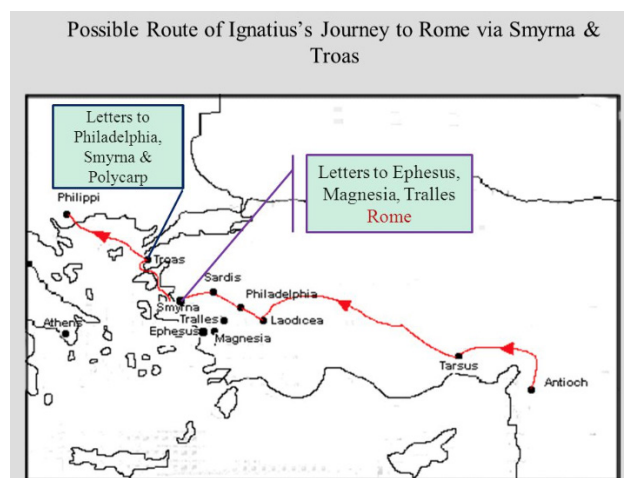 Possible Route of Ignatius's Journey to Rome via Smyrna &
Troas
Letters to
Philadelphia,
Smyrna &
Polycarp
Letters to Ephesus,
Magnesia, Tralles
Rome
Philippi
Troas
Sardis
Philadelphia
Smyrna
Tralles
Laodicea
Athens
Ephesus
Magnesia
Tarsus
Antioch